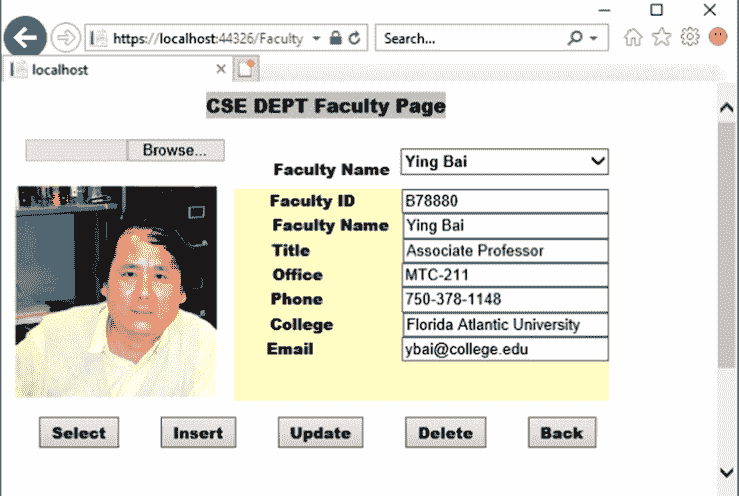 https://localhost:44326/Faculty
Search...
localhost
CSE DEPT Faculty Page
Browse...
Faculty Name Ying Bai
Faculty ID B78880
Faculty Name Ying Bai
Title Associate Professor
Office MTC-211
Phone 750-378-1148
College Florida Atlantic University
Email ybai@college.edu
Select Insert Update Delete Back